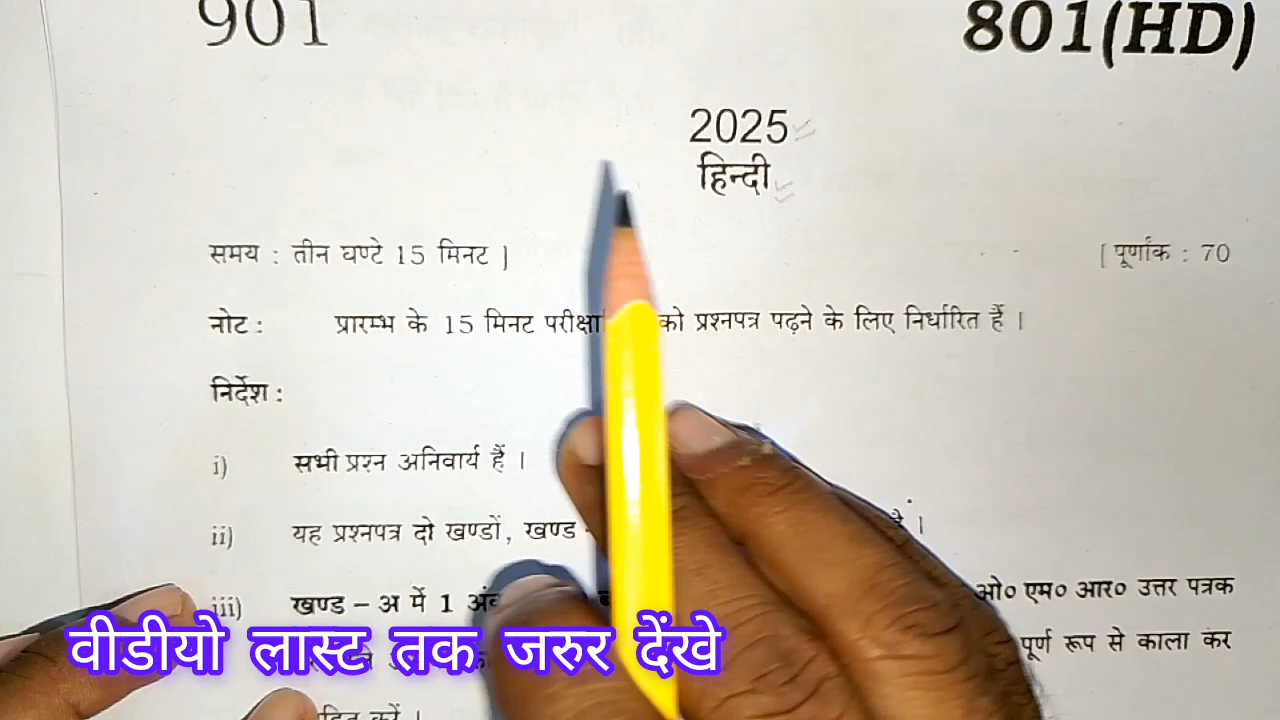 901
801(HD)
2025
हिन्दी
समय : तीन घण्टे 15 मिनट ]
[ पूर्णांक : 70
नोट : प्रारम्भ के 15 मिनट परीक्षा को प्रश्नपत्र पढ़ने के लिए निर्धारित हैं ।
निर्देश :
i) सभी प्रश्न अनिवार्य हैं ।
ii) यह प्रश्नपत्र दो खण्डों, खण्ड है ।
iii) खण्ड – अ में 1 ओ० एम० आर० उत्तर पत्रक
पूर्ण रूप से काला कर
वीडीयो लास्ट तक जरुर देंखे
करें ।